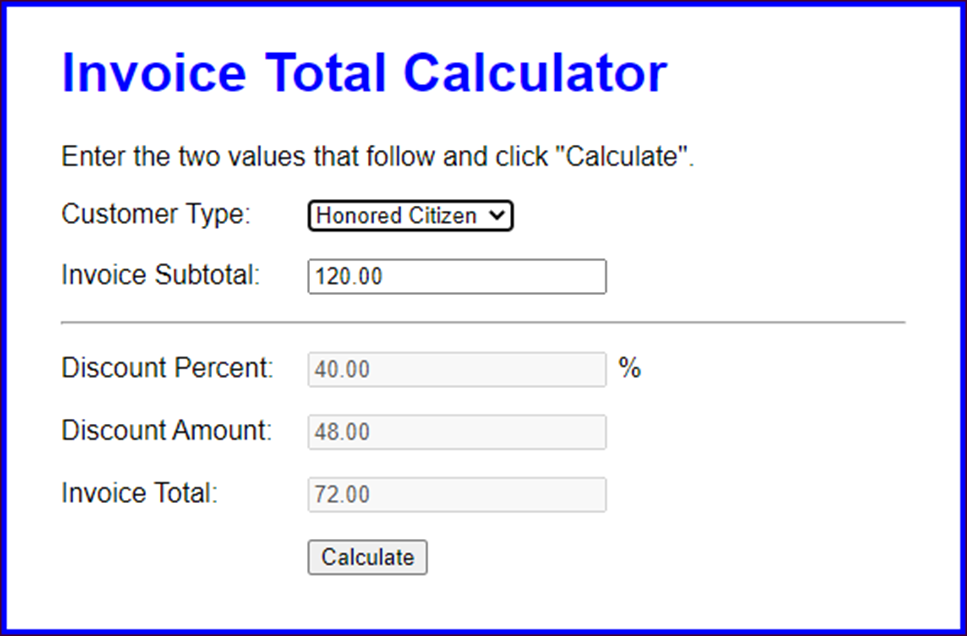 Invoice Total Calculator
Enter the two values that follow and click "Calculate".
Customer Type: Honored Citizen
Invoice Subtotal: 120.00
Discount Percent: 40.00 %
Discount Amount: 48.00
Invoice Total: 72.00
Calculate